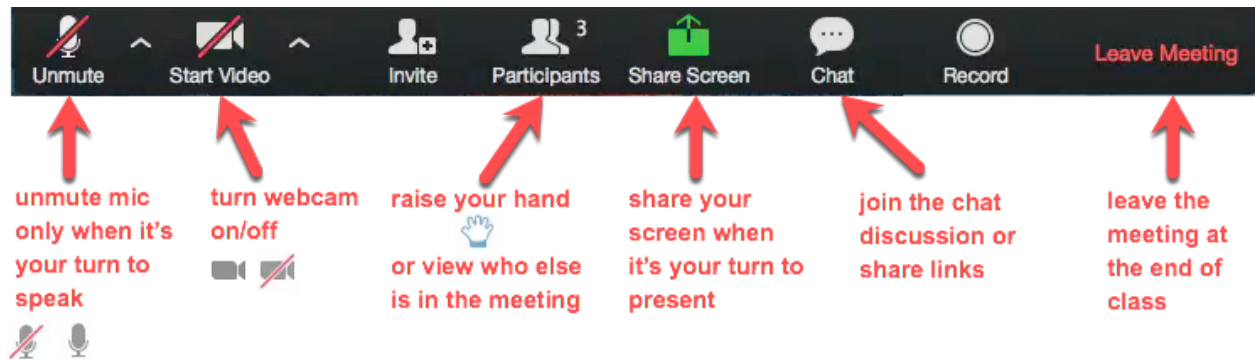 Unmute
Start Video
Invite
Participants
3
Share Screen
Chat
Record
Leave Meeting
unmute mic
only when it's
your turn to
speak
turn webcam
on/off
raise your hand
or view who else
is in the meeting
share your
screen when
it's your turn to
present
join the chat
discussion or
share links
leave the
meeting at
the end of
class